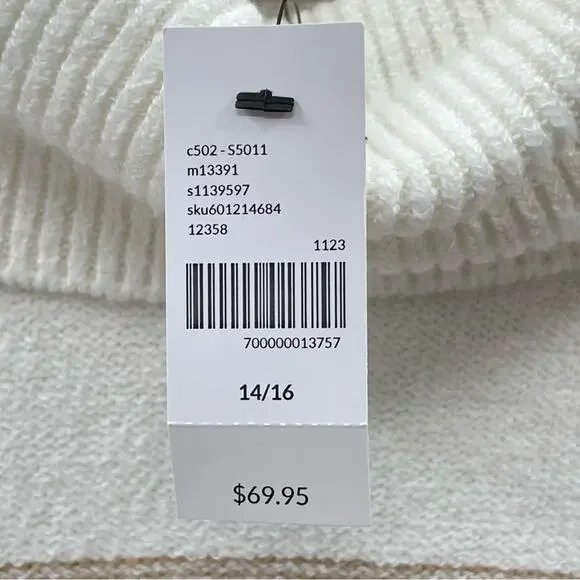 c502 - S5011
m13391
s1139597
sku601214684
12358
1123
700000013757
14/16
$69.95